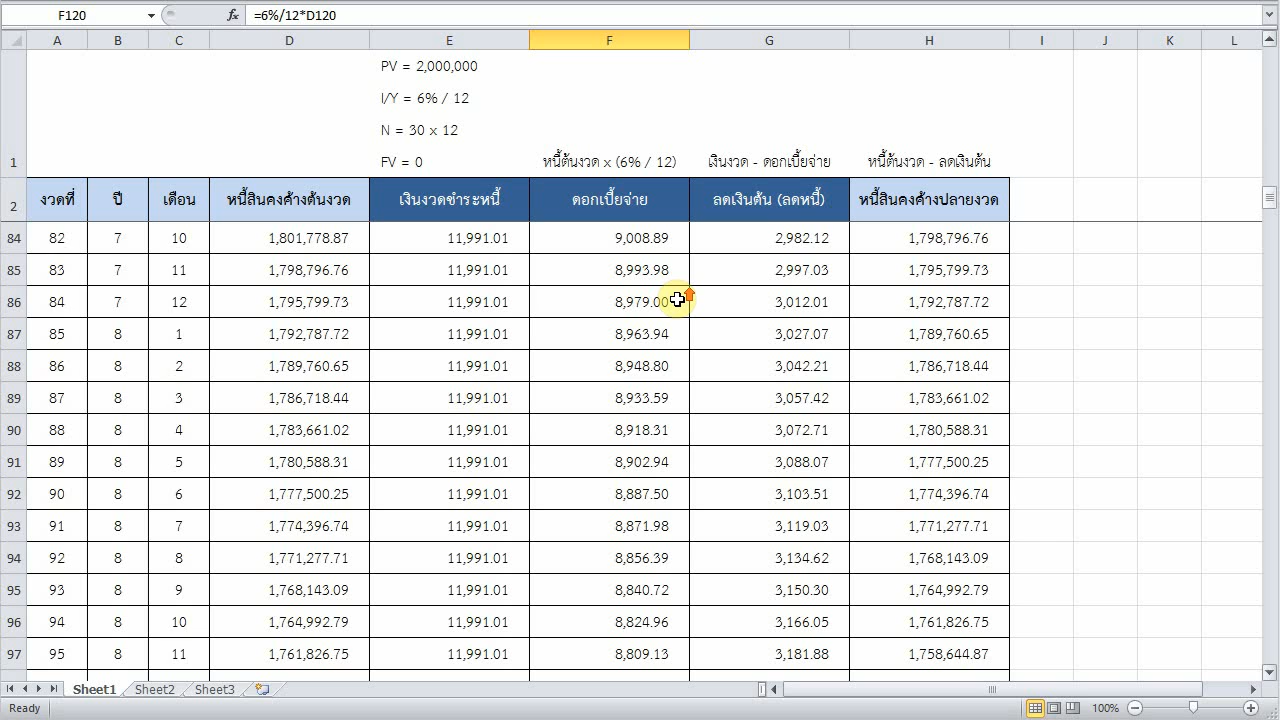 F120 fx =6%/12*D120
A B C D E F G H I J K L
PV = 2,000,000
I/Y = 6% / 12
N = 30 x 12
1 FV = 0 หนี้ต้นงวด x (6% / 12) เงินงวด - ดอกเบี้ยจ่าย หนี้ต้นงวด - ลดเงินต้น
2 งวดที่ ปี เดือน หนี้สินคงค้างต้นงวด เงินงวดชำระหนี้ ดอกเบี้ยจ่าย ลดเงินต้น (ลดหนี้) หนี้สินคงค้างปลายงวด
84 82 7 10 1,801,778.87 11,991.01 9,008.89 2,982.12 1,798,796.76
85 83 7 11 1,798,796.76 11,991.01 8,993.98 2,997.03 1,795,799.73
86 84 7 12 1,795,799.73 11,991.01 8,979.00 3,012.01 1,792,787.72
87 85 8 1 1,792,787.72 11,991.01 8,963.94 3,027.07 1,789,760.65
88 86 8 2 1,789,760.65 11,991.01 8,948.80 3,042.21 1,786,718.44
89 87 8 3 1,786,718.44 11,991.01 8,933.59 3,057.42 1,783,661.02
90 88 8 4 1,783,661.02 11,991.01 8,918.31 3,072.71 1,780,588.31
91 89 8 5 1,780,588.31 11,991.01 8,902.94 3,088.07 1,777,500.25
92 90 8 6 1,777,500.25 11,991.01 8,887.50 3,103.51 1,774,396.74
93 91 8 7 1,774,396.74 11,991.01 8,871.98 3,119.03 1,771,277.71
94 92 8 8 1,771,277.71 11,991.01 8,856.39 3,134.62 1,768,143.09
95 93 8 9 1,768,143.09 11,991.01 8,840.72 3,150.30 1,764,992.79
96 94 8 10 1,764,992.79 11,991.01 8,824.96 3,166.05 1,761,826.75
97 95 8 11 1,761,826.75 11,991.01 8,809.13 3,181.88 1,758,644.87
Sheet1 Sheet2 Sheet3
Ready 100%